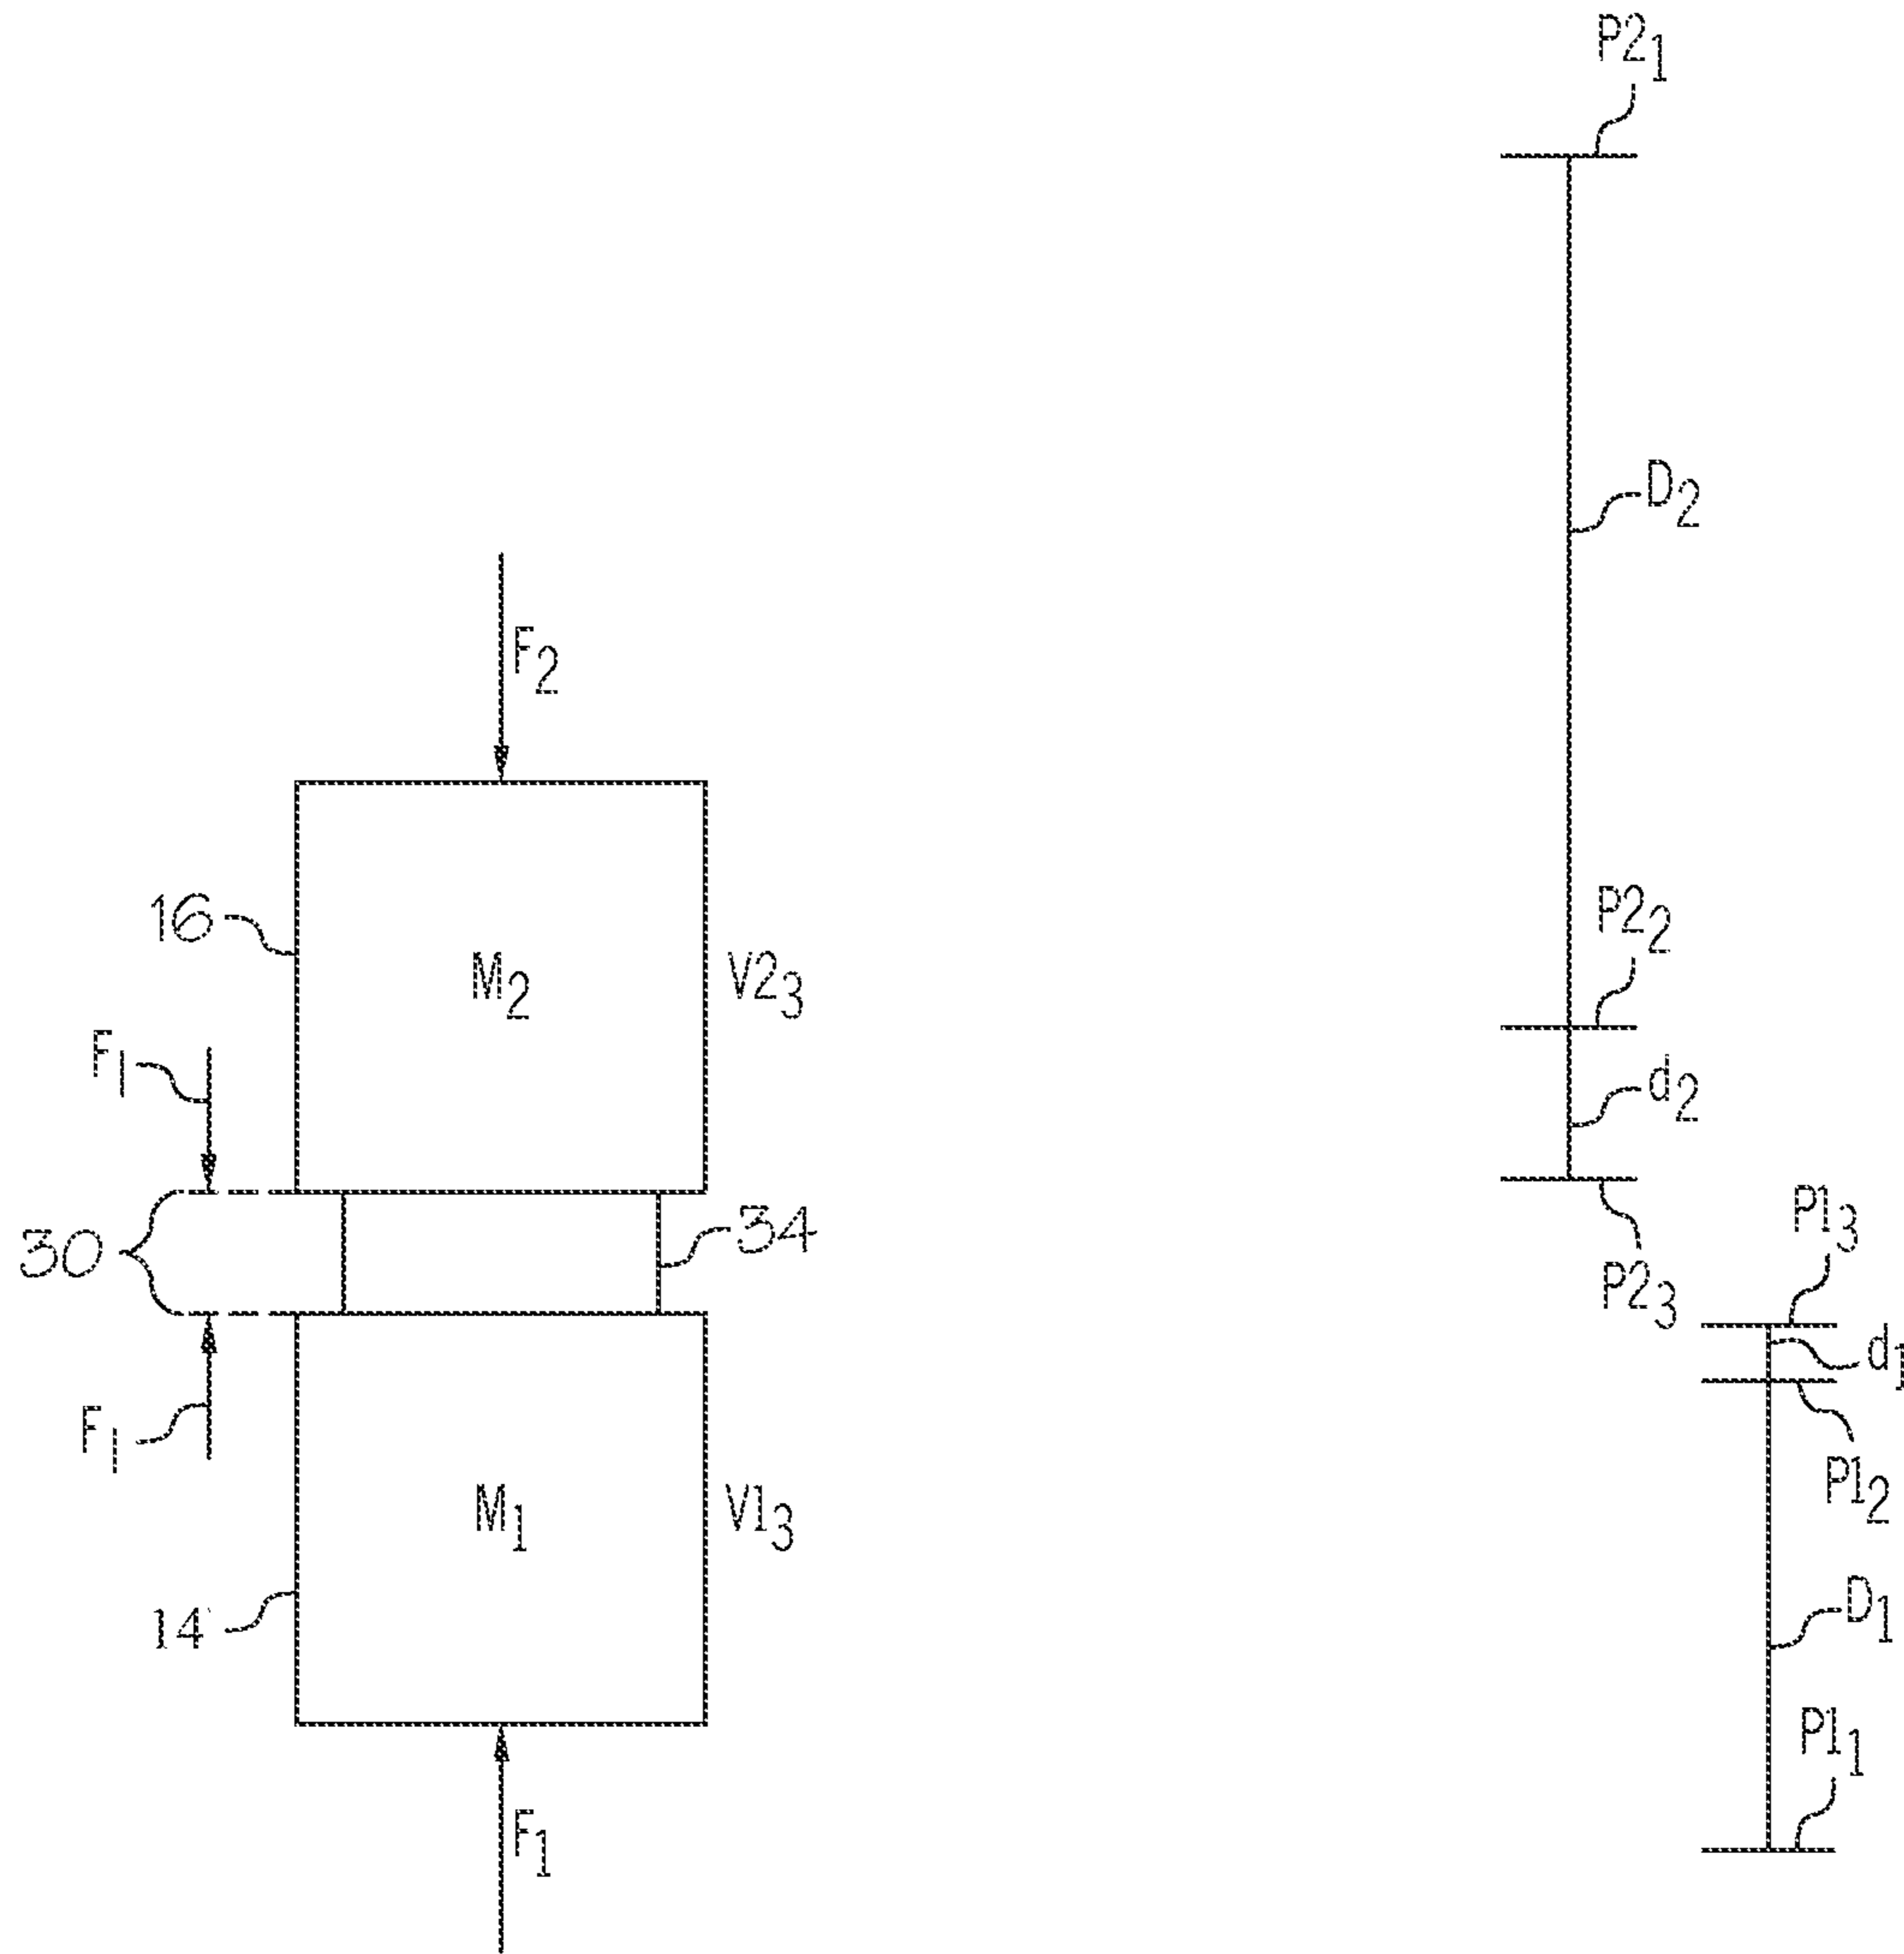 P2₁
D₂
F₂
16
M₂
V2₃
P2₂
F₁
d₂
30
34
P1₃
P2₃
d₁
F₁
M₁
V1₃
P1₂
14
D₁
P1₁
F₁